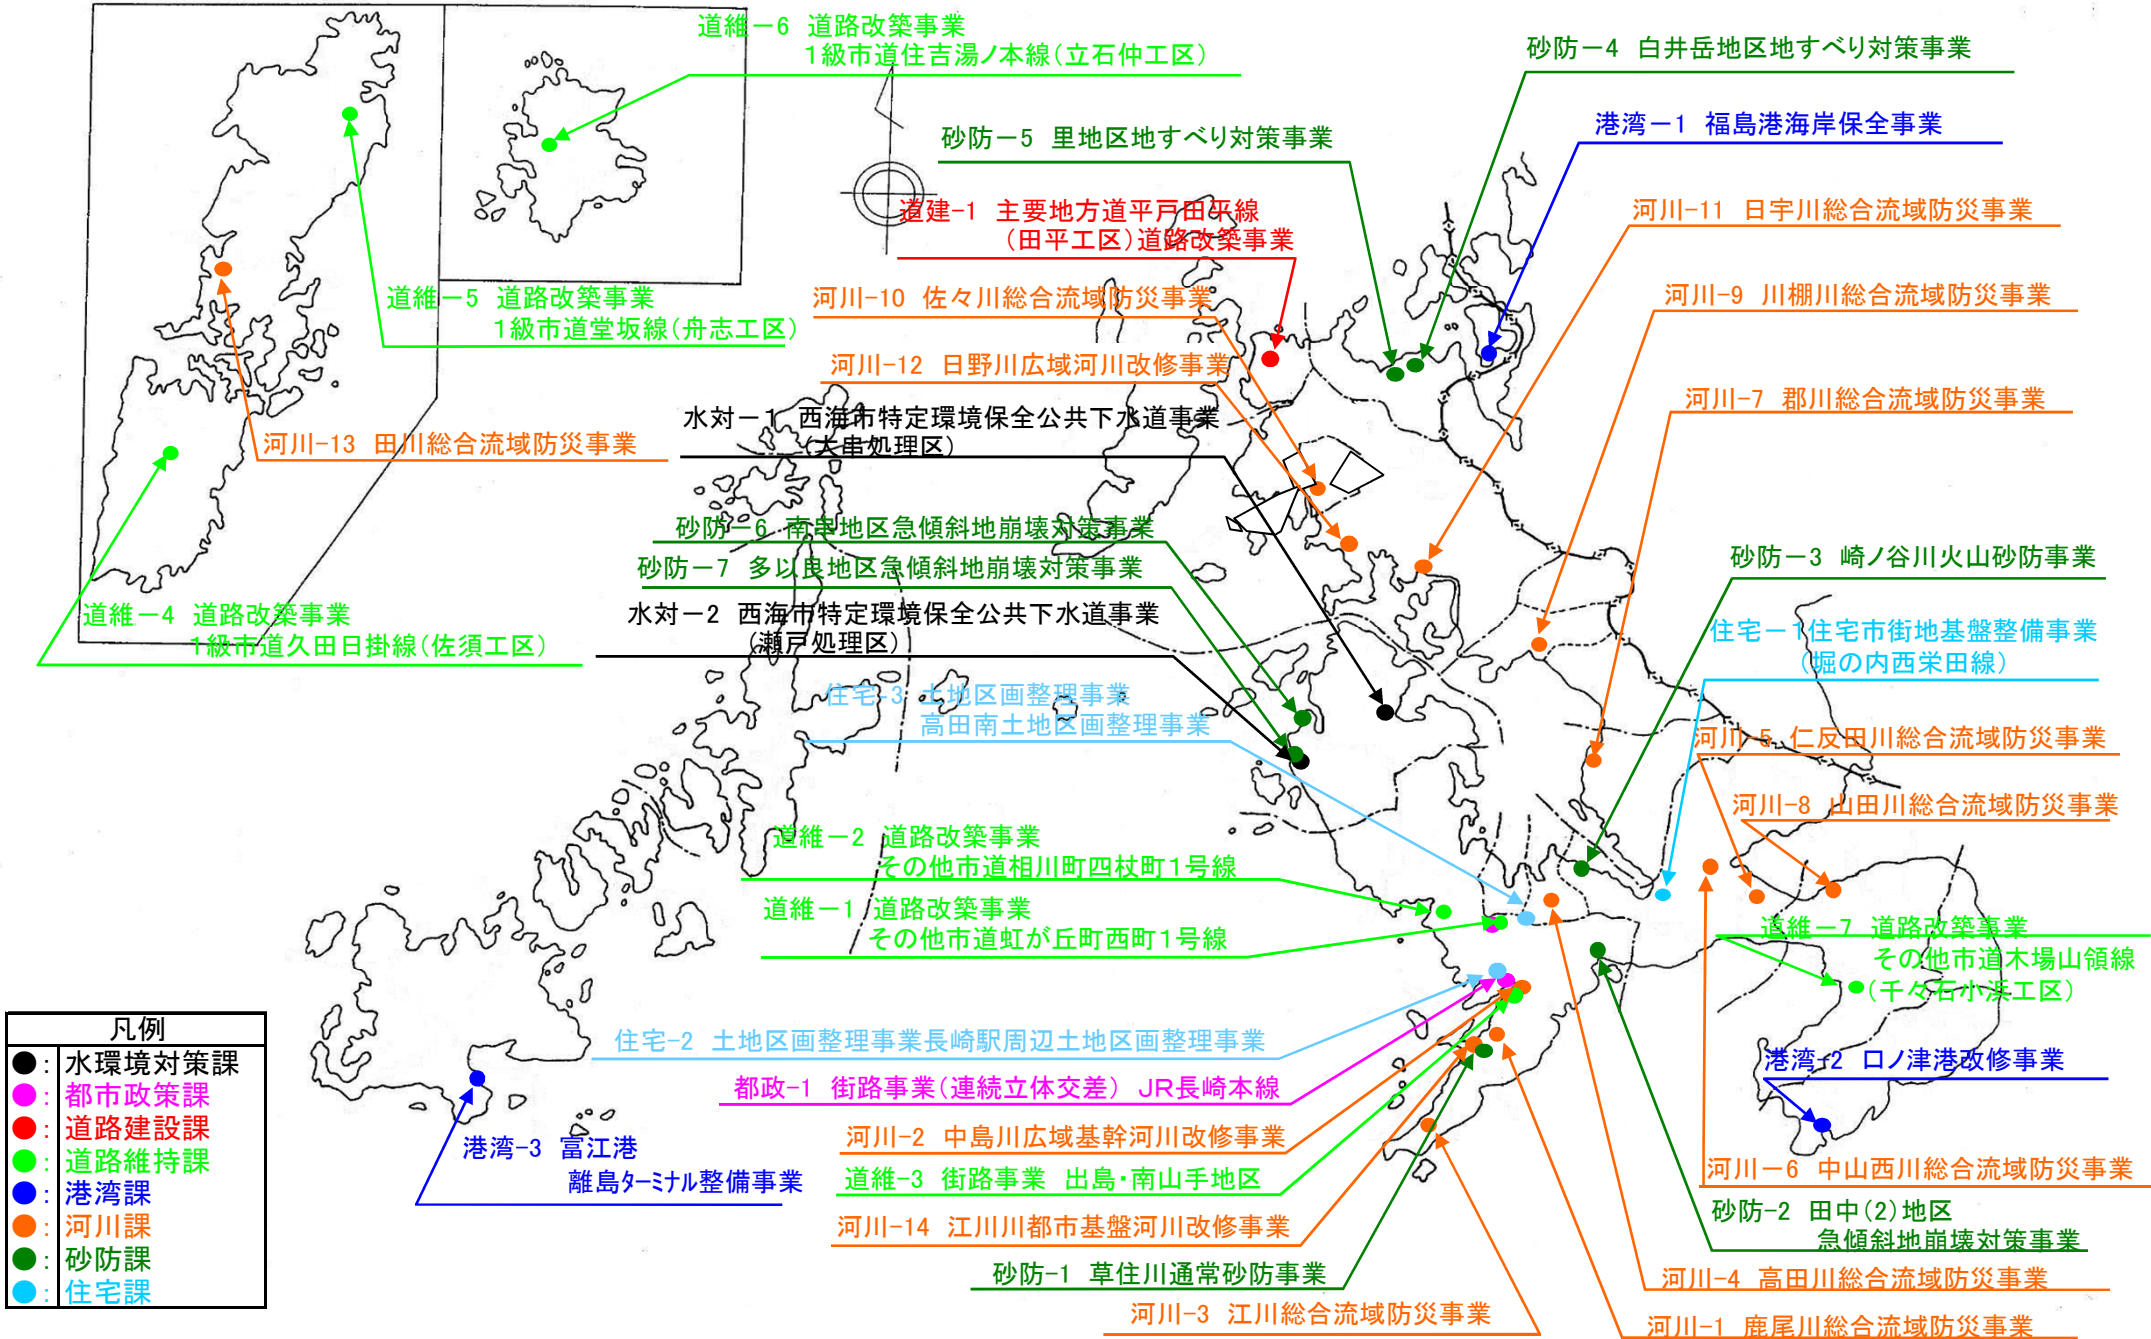 道維－6 道路改築事業
1級市道住吉湯ノ本線(立石仲工区)
砂防－4 白井岳地区地すべり対策事業
港湾－1 福島港海岸保全事業
砂防－5 里地区地すべり対策事業
道建-1 主要地方道平戸田平線
(田平工区)道路改築事業
河川-11 日宇川総合流域防災事業
道維－5 道路改築事業
1級市道堂坂線(舟志工区)
河川-10 佐々川総合流域防災事業
河川-9 川棚川総合流域防災事業
河川-12 日野川広域河川改修事業
河川-7 郡川総合流域防災事業
水対－1 西海市特定環境保全公共下水道事業
(大串処理区)
河川-13 田川総合流域防災事業
砂防－6 南串地区急傾斜地崩壊対策事業
砂防－7 多以良地区急傾斜地崩壊対策事業
砂防－3 崎ノ谷川火山砂防事業
道維－4 道路改築事業
1級市道久田日掛線(佐須工区)
水対－2 西海市特定環境保全公共下水道事業
(瀬戸処理区)
住宅－1住宅市街地基盤整備事業
(堀の内西栄田線)
住宅-3 土地区画整理事業
高田南土地区画整理事業
河川-5 仁反田川総合流域防災事業
河川-8 山田川総合流域防災事業
道維－2 道路改築事業
その他市道相川町四杖町1号線
道維－1 道路改築事業
その他市道虹が丘町西町1号線
道維－7 道路改築事業
その他市道木場山領線
(千々石小浜工区)
凡例
●: 水環境対策課
●: 都市政策課
●: 道路建設課
●: 道路維持課
●: 港湾課
●: 河川課
●: 砂防課
●: 住宅課
住宅-2 土地区画整理事業長崎駅周辺土地区画整理事業
港湾-2 口ノ津港改修事業
都政-1 街路事業(連続立体交差) JR長崎本線
港湾-3 富江港
離島ターミナル整備事業
河川-2 中島川広域基幹河川改修事業
道維-3 街路事業 出島・南山手地区
河川－6 中山西川総合流域防災事業
河川-14 江川川都市基盤河川改修事業
砂防-2 田中(2)地区
急傾斜地崩壊対策事業
砂防-1 草住川通常砂防事業
河川-4 高田川総合流域防災事業
河川-3 江川総合流域防災事業
河川-1 鹿尾川総合流域防災事業